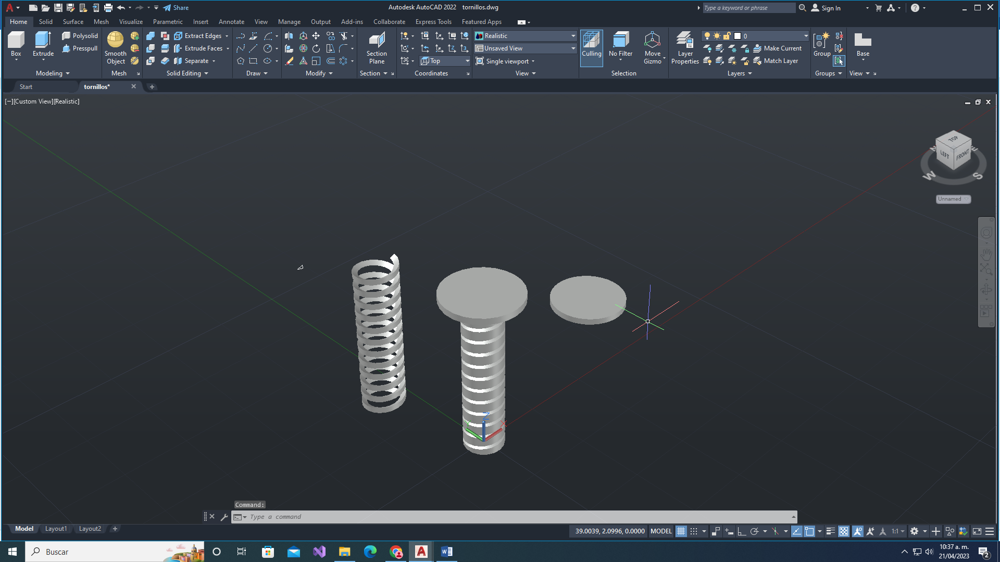 Share
Autodesk AutoCAD 2022 tornillos.dwg
Type a keyword or phrase
Sign In
Home Solid Surface Mesh Visualize Parametric Insert Annotate View Manage Output Add-ins Collaborate Express Tools Featured Apps
Box
Extrude
Polysolid
Presspull
Modeling
Smooth
Object
Mesh
Extract Edges
Extrude Faces
Separate
Solid Editing
Draw
Modify
Section
Plane
Section
Top
Coordinates
Realistic
Unsaved View
Single viewport
View
Culling
No Filter
Move
Gizmo
Selection
Layer
Properties
0
Make Current
Match Layer
Layers
Group
Groups
Base
View
Start
tornillos*
[−][Custom View][Realistic]
TOP
LEFT
FRONT
W
S
Unnamed
Command:
Type a command
Model Layout1 Layout2
39.0039, 2.0996, 0.0000 MODEL
1:1
Buscar
10:37 a. m.
21/04/2023
2